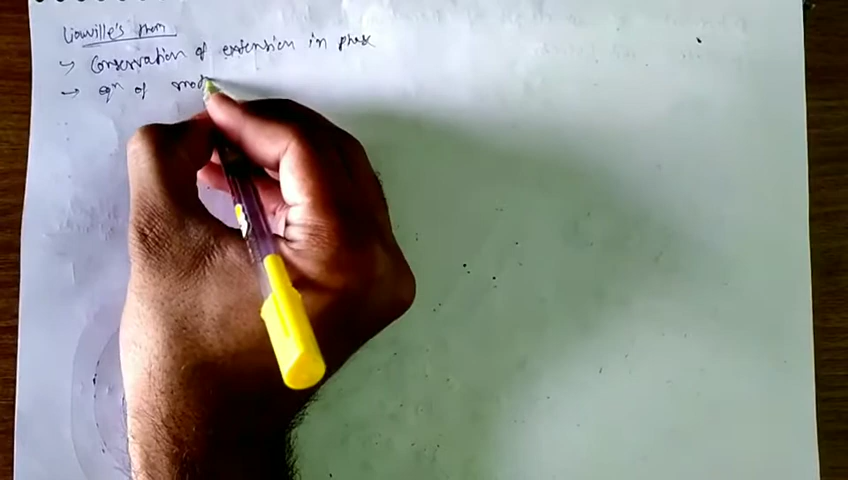 Liouville's thm
→ Conservation of extension in phase
→ eqn of mot